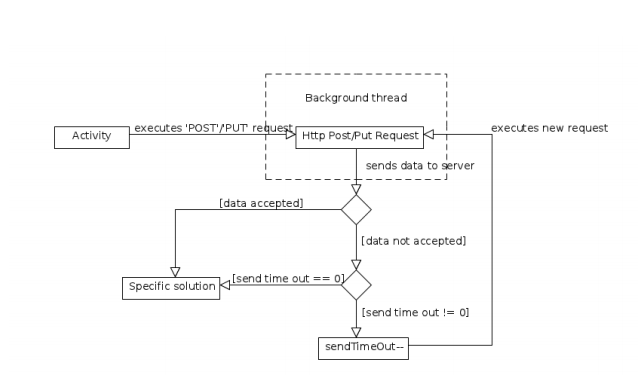 Background thread
executes 'POST'/'PUT' request
executes new request
Activity
Http Post/Put Request
sends data to server
[data accepted]
[data not accepted]
[send time out == 0]
Specific solution
[send time out != 0]
sendTimeOut--